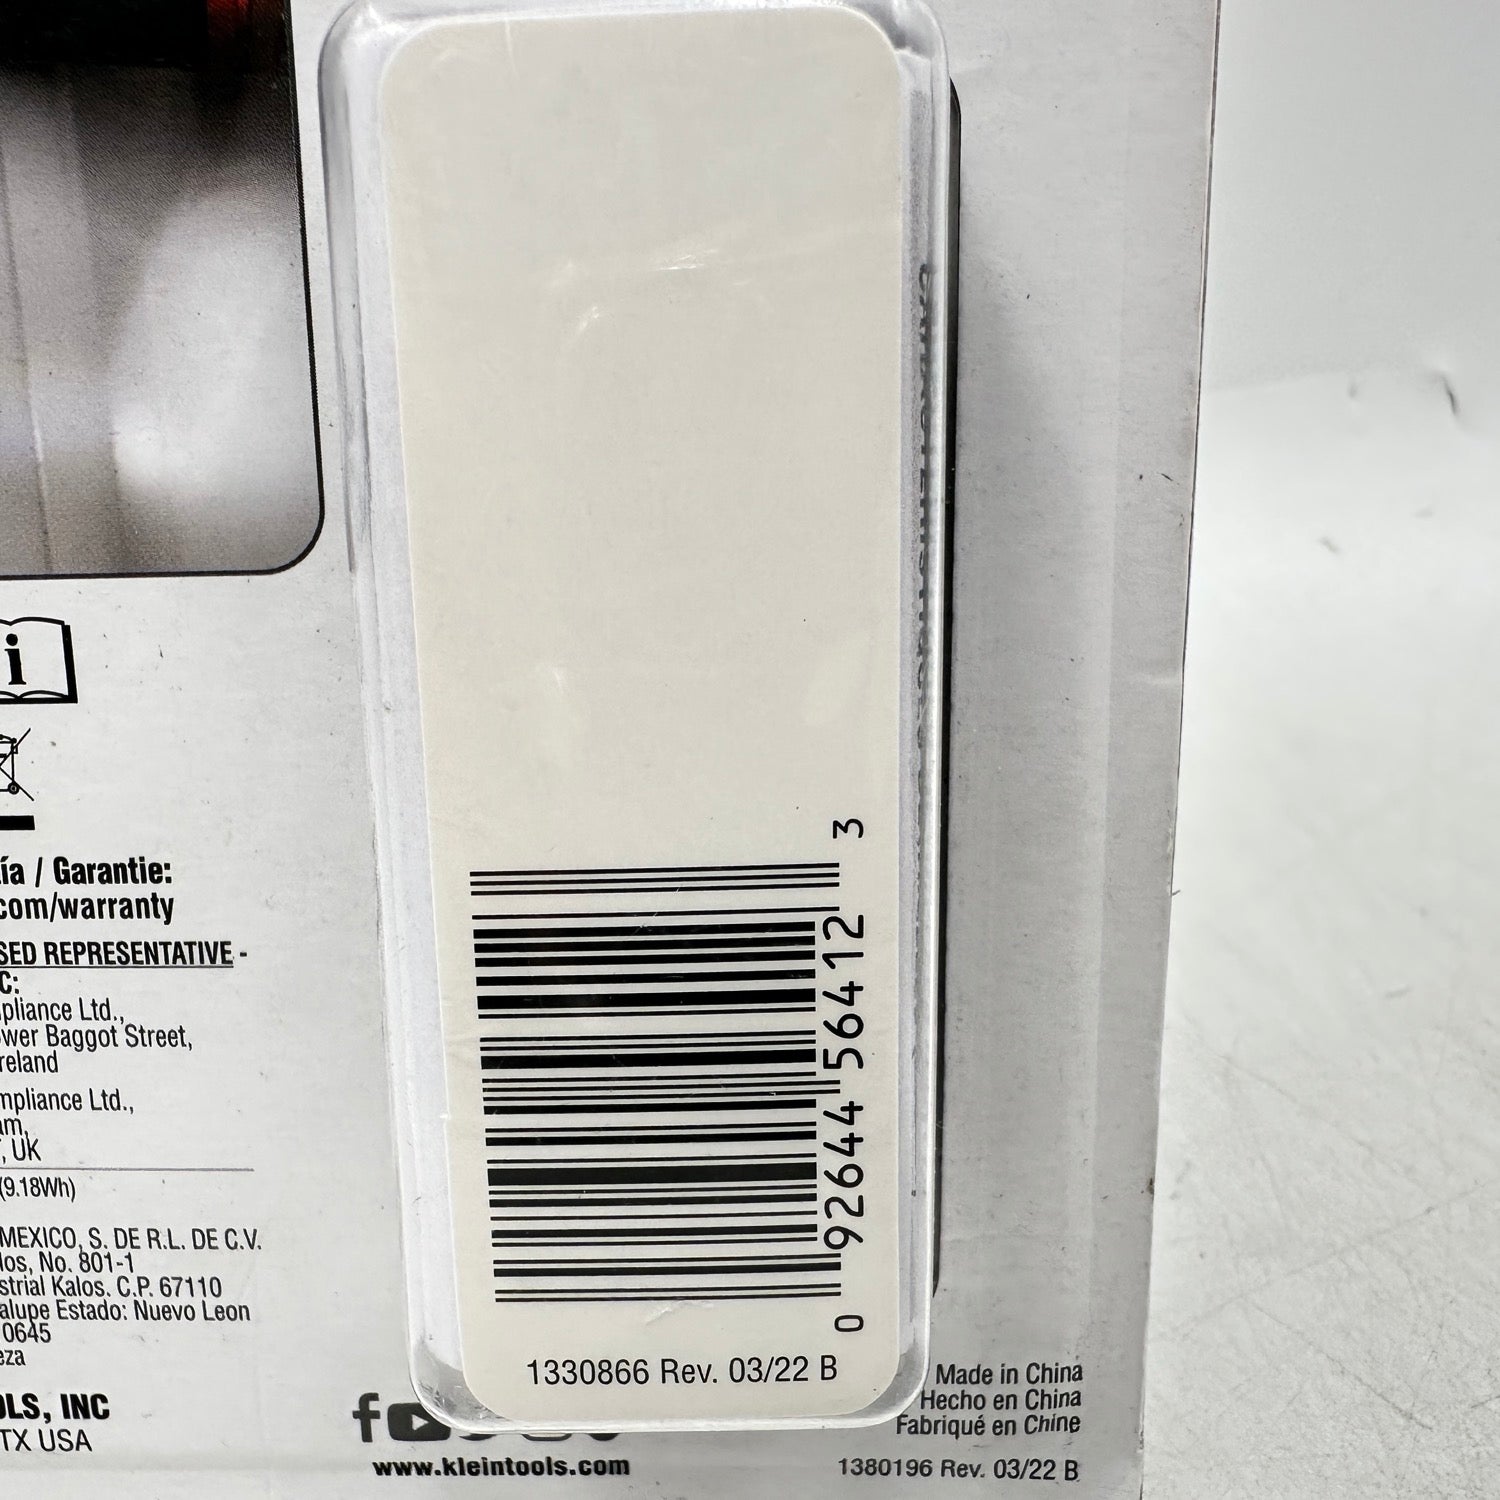 i
ía / Garantie:
com/warranty
SED REPRESENTATIVE -
C:
pliance Ltd.,
wer Baggot Street,
reland
mpliance Ltd.,
am,
, UK
(9.18Wh)
MEXICO, S. DE R.L. DE C.V.
los, No. 801-1
strial Kalos. C.P. 67110
alupe Estado: Nuevo Leon
0645
eza
OLS, INC
TX USA
0 92644 56412 3
1330866 Rev. 03/22 B
f
www.kleintools.com
Made in China
Hecho en China
Fabriqué en Chine
1380196 Rev. 03/22 B